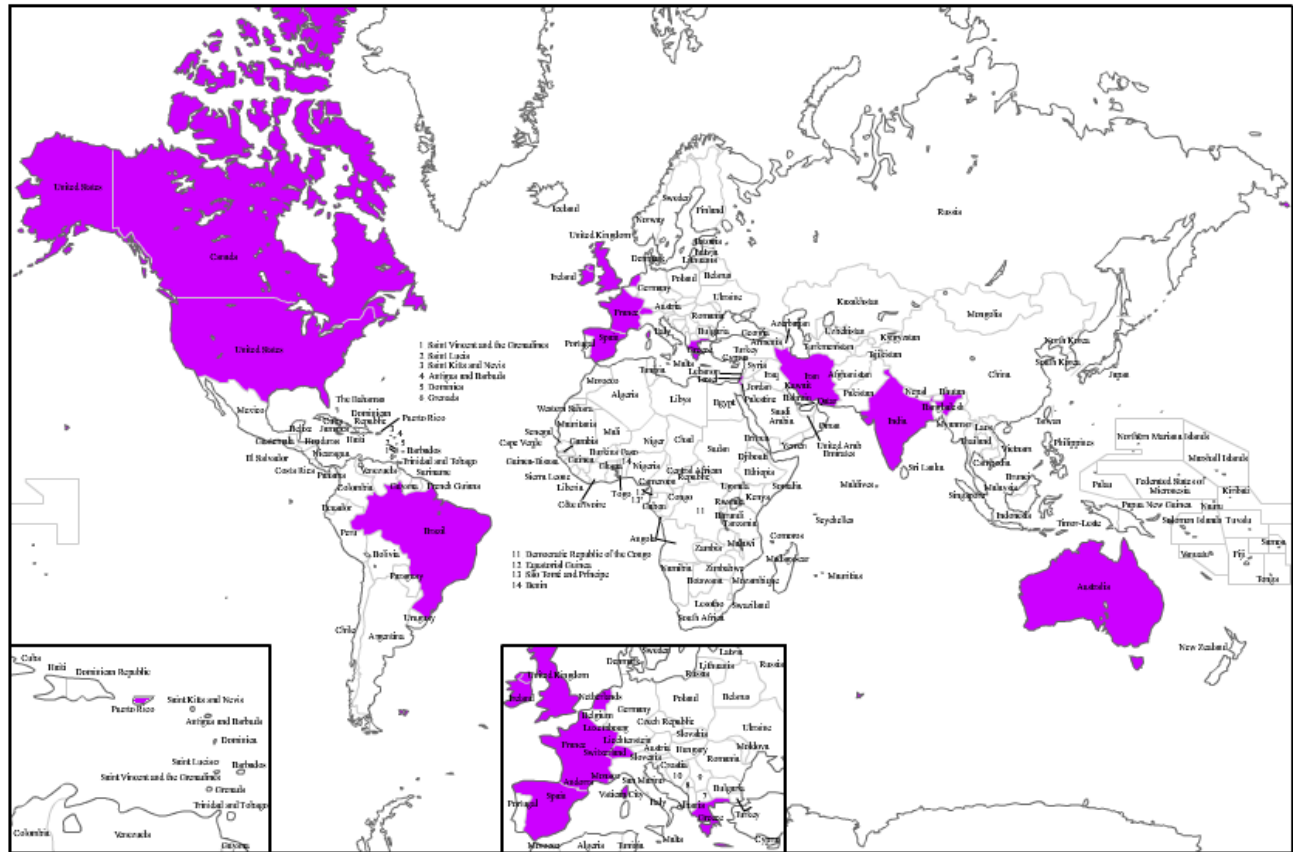 United States
Canada
United States
Mexico
Iceland
Sweden
Finland
Norway
Russia
United Kingdom
Ireland
Denmark
Estonia
Latvia
Lithuania
Belarus
Poland
Germany
Ukraine
France
Austria
Romania
Bulgaria
Italy
Spain
Portugal
Greece
Turkey
Georgia
Armenia
Azerbaijan
Kazakhstan
Uzbekistan
Turkmenistan
Kyrgyzstan
Tajikistan
Mongolia
China
North Korea
South Korea
Japan
1 Saint Vincent and the Grenadines
2 Saint Lucia
3 Saint Kitts and Nevis
4 Antigua and Barbuda
5 Dominica
6 Grenada
Malta
Cyprus
Lebanon
Israel
Syria
Iraq
Iran
Kuwait
Jordan
Palestine
Bahrain
Qatar
Saudi
Arabia
Oman
United Arab
Emirates
Yemen
Afghanistan
Pakistan
India
Nepal
Bhutan
Bangladesh
Myanmar
Laos
Thailand
Vietnam
Cambodia
Taiwan
Philippines
Sri Lanka
Maldives
Malaysia
Brunei
Singapore
Indonesia
Timor-Leste
Morocco
Algeria
Tunisia
Libya
Egypt
Western Sahara
Mauritania
Mali
Niger
Chad
Sudan
Eritrea
Djibouti
Ethiopia
Somalia
Senegal
Gambia
Cape Verde
Guinea-Bissau
Guinea
Sierra Leone
Liberia
Côte d'Ivoire
Burkina Faso
Ghana
Togo
14
Nigeria
Cameroon
Central African
Republic
12
13
Gabon
Congo
11
Uganda
Kenya
Rwanda
Burundi
Tanzania
Angola
Zambia
Malawi
Mozambique
Zimbabwe
Namibia
Botswana
Lesotho
Swaziland
South Africa
Madagascar
Comoros
Seychelles
Mauritius
11 Democratic Republic of the Congo
12 Equatorial Guinea
13 São Tomé and Príncipe
14 Benin
The Bahamas
Cuba
Dominican
Republic
Puerto Rico
Belize
Jamaica
Haiti
Guatemala
Honduras
El Salvador
Nicaragua
Costa Rica
Panama
Barbados
Trinidad and Tobago
Venezuela
Guyana
Suriname
French Guiana
Colombia
Ecuador
Peru
Brazil
Bolivia
Paraguay
Uruguay
Chile
Argentina
Northern Mariana Islands
Marshall Islands
Palau
Federated States of
Micronesia
Kiribati
Nauru
Papua New Guinea
Solomon Islands
Tuvalu
Vanuatu
Fiji
Samoa
Tonga
Australia
New Zealand
Cuba
Haiti
Dominican Republic
Puerto Rico
Saint Kitts and Nevis
Antigua and Barbuda
Dominica
Saint Lucia
Barbados
Saint Vincent and the Grenadines
Grenada
Trinidad and Tobago
Colombia
Venezuela
Guyana
Denmark
Sweden
Latvia
Lithuania
Russia
Russia
United Kingdom
Ireland
Netherlands
Germany
Poland
Belarus
Belgium
Luxembourg
Czech Republic
Slovakia
Ukraine
France
Liechtenstein
Switzerland
Austria
Hungary
Moldova
Slovenia
Croatia
Romania
Monaco
San Marino
10
9
8
7
Andorra
Vatican City
Bulgaria
Portugal
Spain
Italy
Albania
Greece
Turkey
Morocco
Algeria
Tunisia
Malta
Cyprus